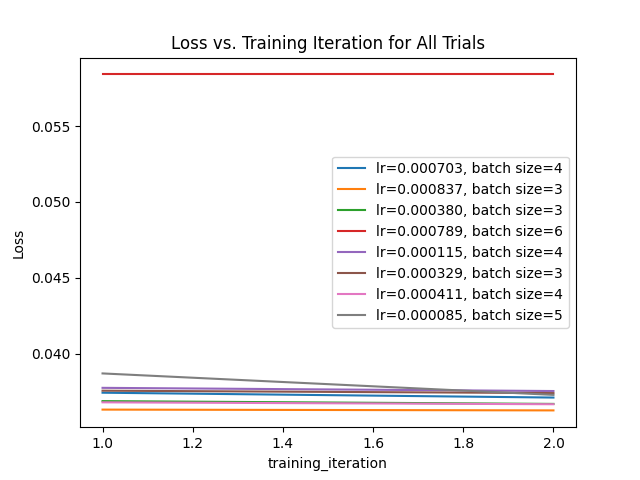 Loss vs. Training Iteration for All Trials
0.055
0.050
0.045
0.040
Loss
lr=0.000703, batch size=4
lr=0.000837, batch size=3
lr=0.000380, batch size=3
lr=0.000789, batch size=6
lr=0.000115, batch size=4
lr=0.000329, batch size=3
lr=0.000411, batch size=4
lr=0.000085, batch size=5
1.0 1.2 1.4 1.6 1.8 2.0
training_iteration